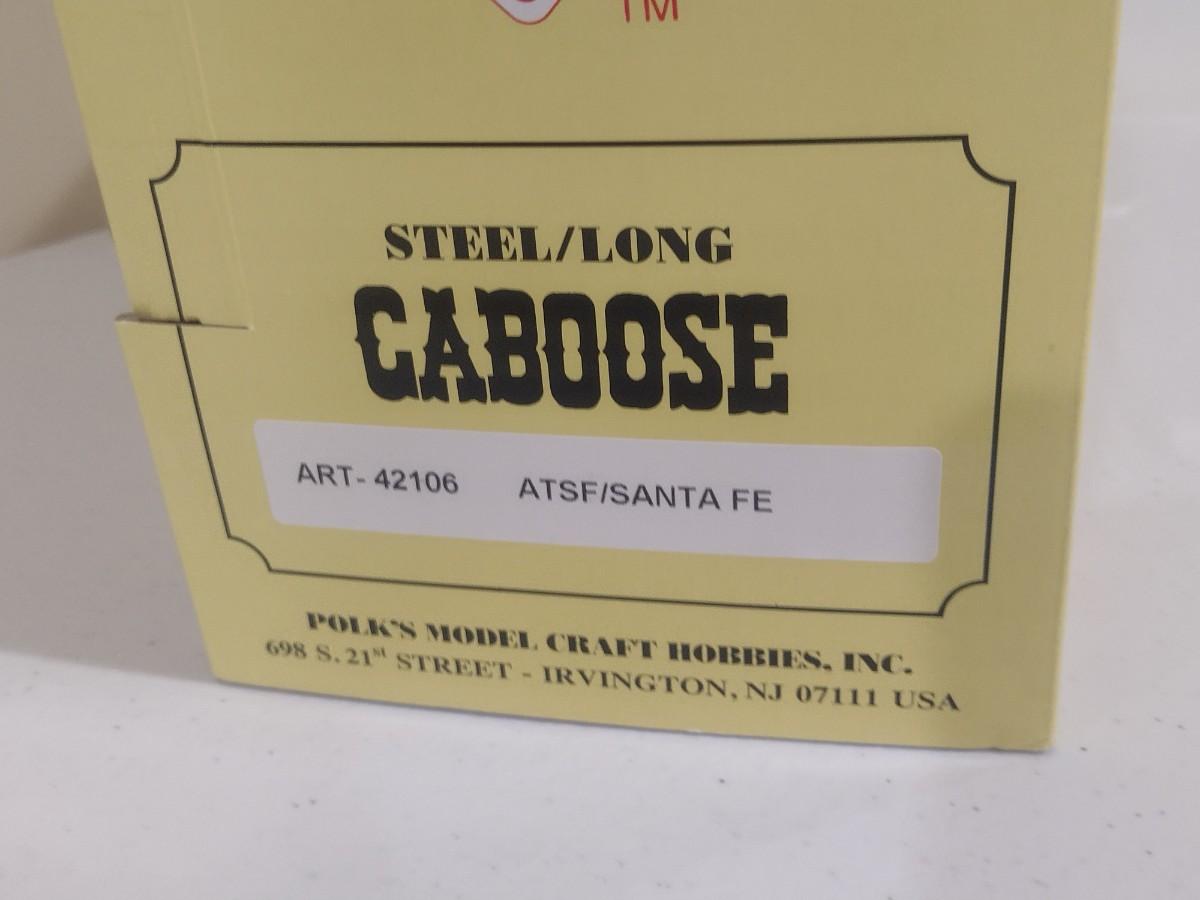 TM
STEEL/LONG
CABOOSE
ART- 42106 ATSF/SANTA FE
POLK'S MODEL CRAFT HOBBIES, INC.
698 S. 21st STREET - IRVINGTON, NJ 07111 USA